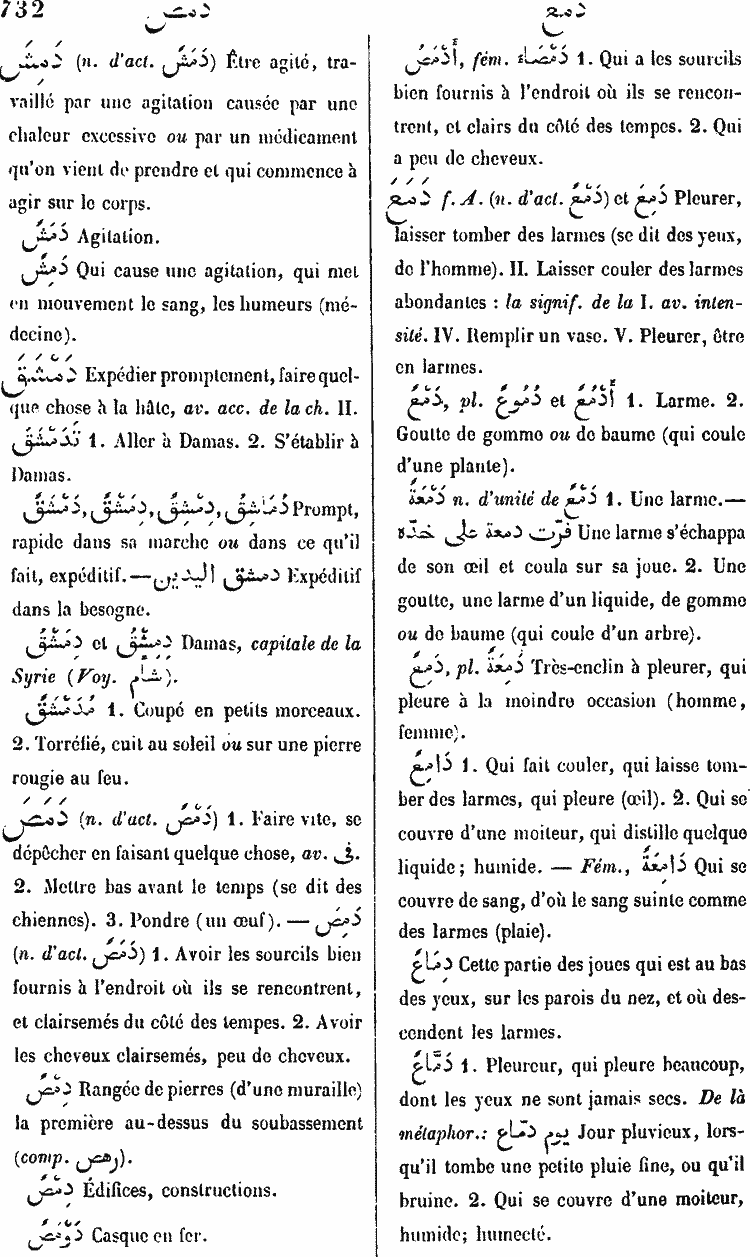 732
دمص
دمع
دَمِشَ (n. d'act. دَمَشٌ) Être agité, tra-
vaillé par une agitation causée par une
chaleur excessive ou par un médicament
qu'on vient de prendre et qui commence à
agir sur le corps.
دَمَشٌ Agitation.
دَمِشٌ Qui cause une agitation, qui met
en mouvement le sang, les humeurs (mé-
decine).
دَمْشَقَ Expédier promptement, faire quel-
que chose à la hâte, av. acc. de la ch. II.
تَدَمْشَقَ 1. Aller à Damas. 2. S'établir à
Damas.
دَمْشَقٌ, دَمْشَقٌ, دِمَشْقٌ, دُمَاشِقٌ Prompt,
rapide dans sa marche ou dans ce qu'il
fait, expéditif. — دمشق اليدين Expéditif
dans la besogne.
دِمَشْقُ et دِمِشْقُ Damas, capitale de la
Syrie (Voy. شام).
مُدَمْشَقٌ 1. Coupé en petits morceaux.
2. Torréfié, cuit au soleil ou sur une pierre
rougie au feu.
دَمَصَ (n. d'act. دَمْصٌ) 1. Faire vite, se
dépêcher en faisant quelque chose, av. في.
2. Mettre bas avant le temps (se dit des
chiennes). 3. Pondre (un œuf). — دَمِصَ
(n. d'act. دَمَصٌ) 1. Avoir les sourcils bien
fournis à l'endroit où ils se rencontrent,
et clairsemés du côté des tempes. 2. Avoir
les cheveux clairsemés, peu de cheveux.
دِمْصٌ Rangée de pierres (d'une muraille)
la première au-dessus du soubassement
(comp. رهص).
دِمَصٌ Édifices, constructions.
دَوْمَصٌ Casque en fer.
أَدْمَصُ, fém. دَمْصَاءُ 1. Qui a les sourcils
bien fournis à l'endroit où ils se rencon-
trent, et clairs du côté des tempes. 2. Qui
a peu de cheveux.
دَمَعَ f. A. (n. d'act. دَمْعٌ) et دَمِعَ Pleurer,
laisser tomber des larmes (se dit des yeux,
de l'homme). II. Laisser couler des larmes
abondantes : la signif. de la I. av. inten-
sité. IV. Remplir un vase. V. Pleurer, être
en larmes.
دَمْعٌ, pl. دُمُوعٌ et أَدْمُعٌ 1. Larme. 2.
Goutte de gomme ou de baume (qui coule
d'une plante).
دَمْعَةٌ n. d'unité de دَمْعٌ 1. Une larme. —
فرّت دمعة على خدّه Une larme s'échappa
de son œil et coula sur sa joue. 2. Une
goutte, une larme d'un liquide, de gomme
ou de baume (qui coule d'un arbre).
دَمِعٌ, pl. دَمِعَةٌ Très-enclin à pleurer, qui
pleure à la moindre occasion (homme,
femme).
دَامِعٌ 1. Qui fait couler, qui laisse tom-
ber des larmes, qui pleure (œil). 2. Qui se
couvre d'une moiteur, qui distille quelque
liquide; humide. — Fém., دَامِعَةٌ Qui se
couvre de sang, d'où le sang suinte comme
des larmes (plaie).
دِمَاعٌ Cette partie des joues qui est au bas
des yeux, sur les parois du nez, et où des-
cendent les larmes.
دَمَّاعٌ 1. Pleureur, qui pleure beaucoup,
dont les yeux ne sont jamais secs. De là
métaphor.: يوم دمّاع Jour pluvieux, lors-
qu'il tombe une petite pluie fine, ou qu'il
bruine. 2. Qui se couvre d'une moiteur,
humide; humecté.